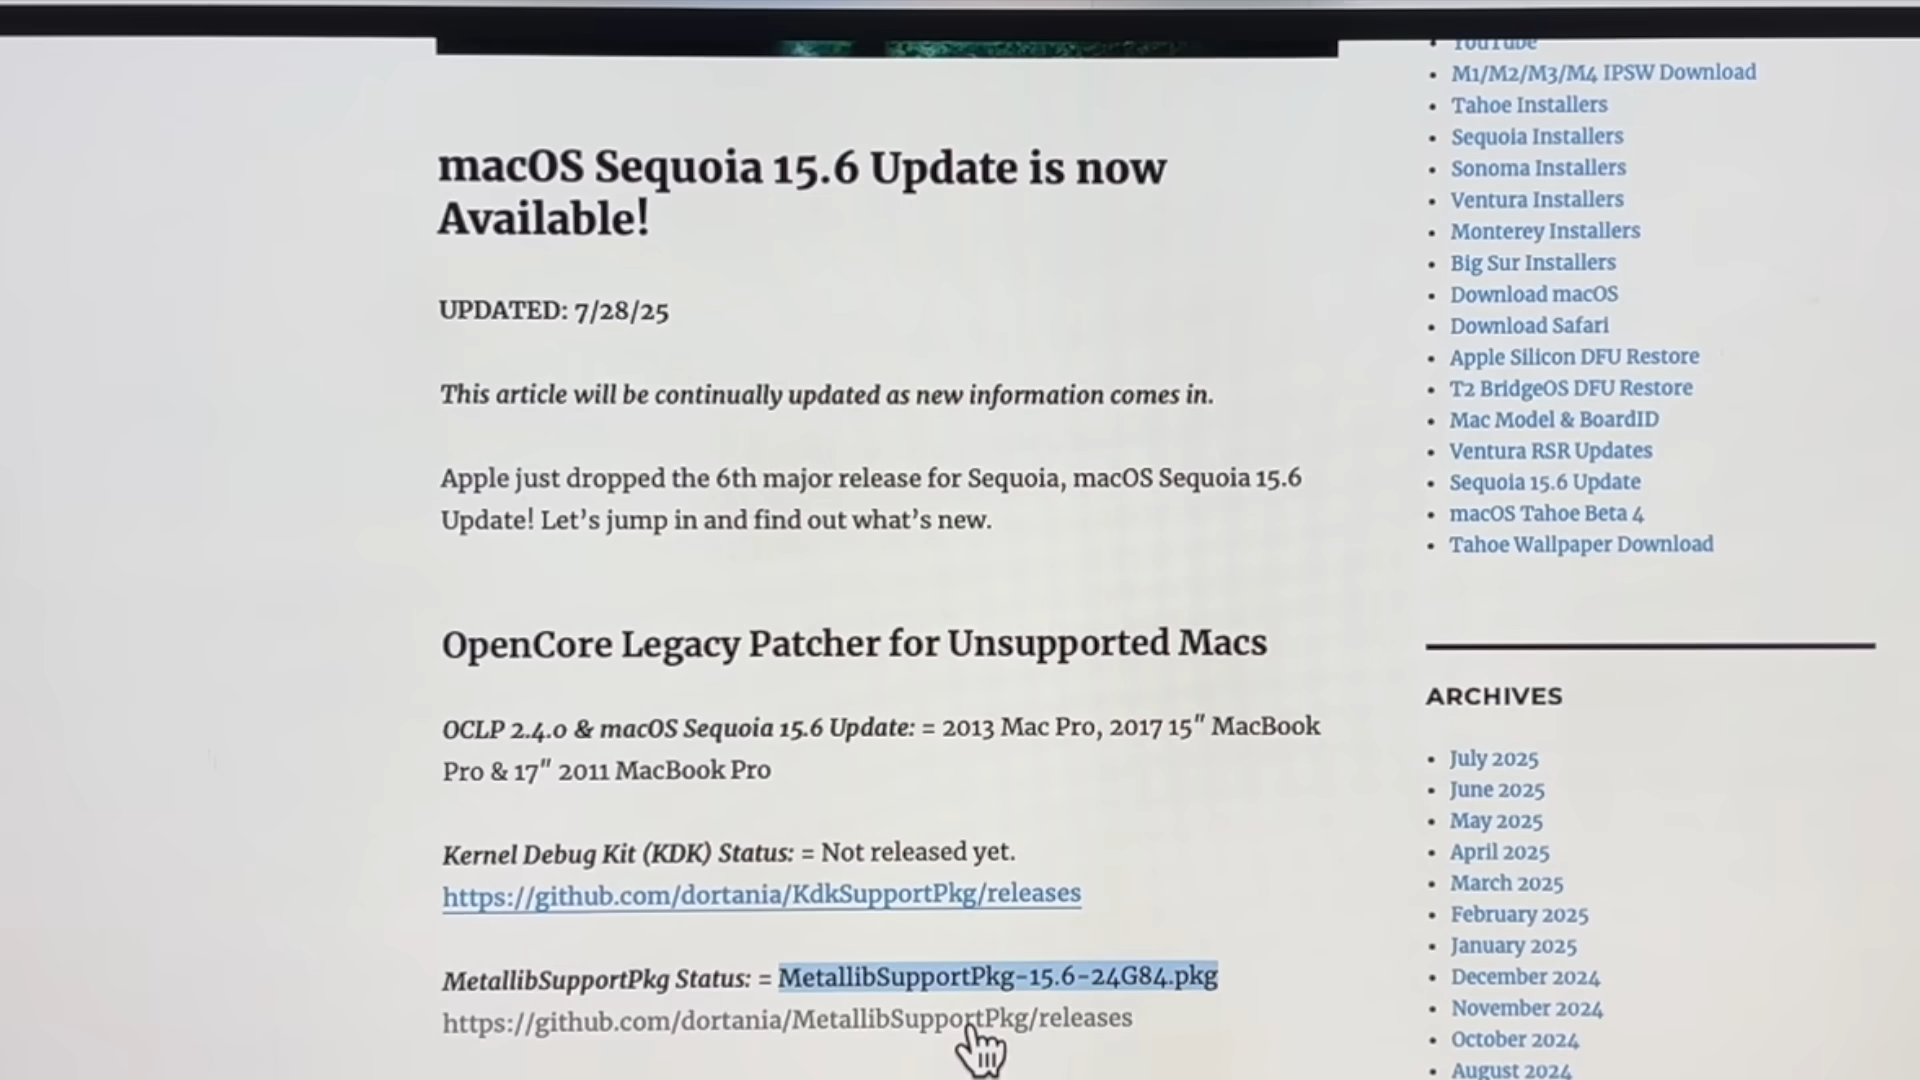 macOS Sequoia 15.6 Update is now
Available!
UPDATED: 7/28/25
This article will be continually updated as new information comes in.
Apple just dropped the 6th major release for Sequoia, macOS Sequoia 15.6
Update! Let’s jump in and find out what’s new.
OpenCore Legacy Patcher for Unsupported Macs
OCLP 2.4.0 & macOS Sequoia 15.6 Update: = 2013 Mac Pro, 2017 15″ MacBook
Pro & 17″ 2011 MacBook Pro
Kernel Debug Kit (KDK) Status: = Not released yet.
https://github.com/dortania/KdkSupportPkg/releases
MetallibSupportPkg Status: = MetallibSupportPkg-15.6-24G84.pkg
https://github.com/dortania/MetallibSupportPkg/releases
YouTube
M1/M2/M3/M4 IPSW Download
Tahoe Installers
Sequoia Installers
Sonoma Installers
Ventura Installers
Monterey Installers
Big Sur Installers
Download macOS
Download Safari
Apple Silicon DFU Restore
T2 BridgeOS DFU Restore
Mac Model & BoardID
Ventura RSR Updates
Sequoia 15.6 Update
macOS Tahoe Beta 4
Tahoe Wallpaper Download
ARCHIVES
July 2025
June 2025
May 2025
April 2025
March 2025
February 2025
January 2025
December 2024
November 2024
October 2024
August 2024